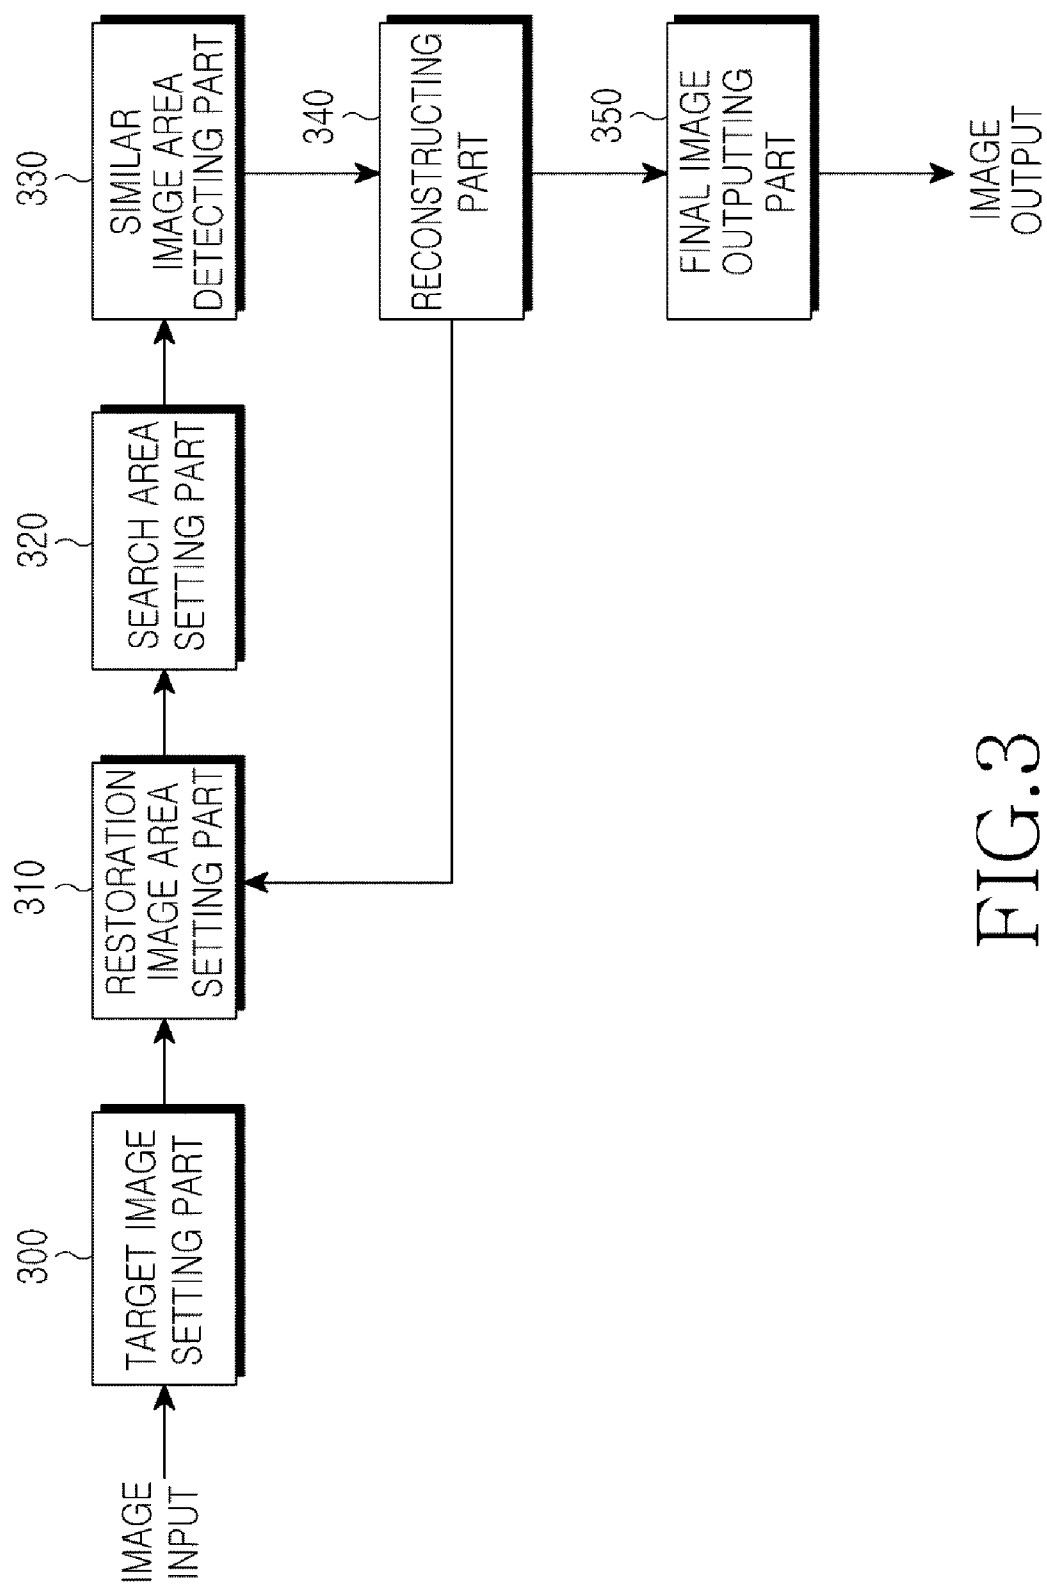 IMAGE
INPUT
300
TARGET IMAGE
SETTING PART
310
RESTORATION
IMAGE AREA
SETTING PART
320
SEARCH AREA
SETTING PART
330
SIMILAR
IMAGE AREA
DETECTING PART
340
RECONSTRUCTING
PART
350
FINAL IMAGE
OUTPUTTING
PART
IMAGE
OUTPUT
FIG.3